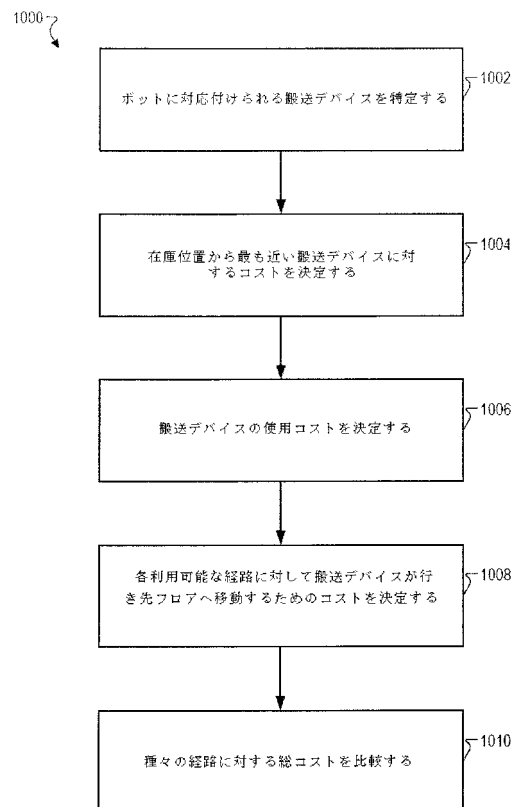 1000
ボットに対応付けられる搬送デバイスを特定する
1002
在庫位置から最も近い搬送デバイスに対
するコストを決定する
1004
搬送デバイスの使用コストを決定する
1006
各利用可能な経路に対して搬送デバイスが行
き先フロアへ移動するためのコストを決定する
1008
種々の経路に対する総コストを比較する
1010